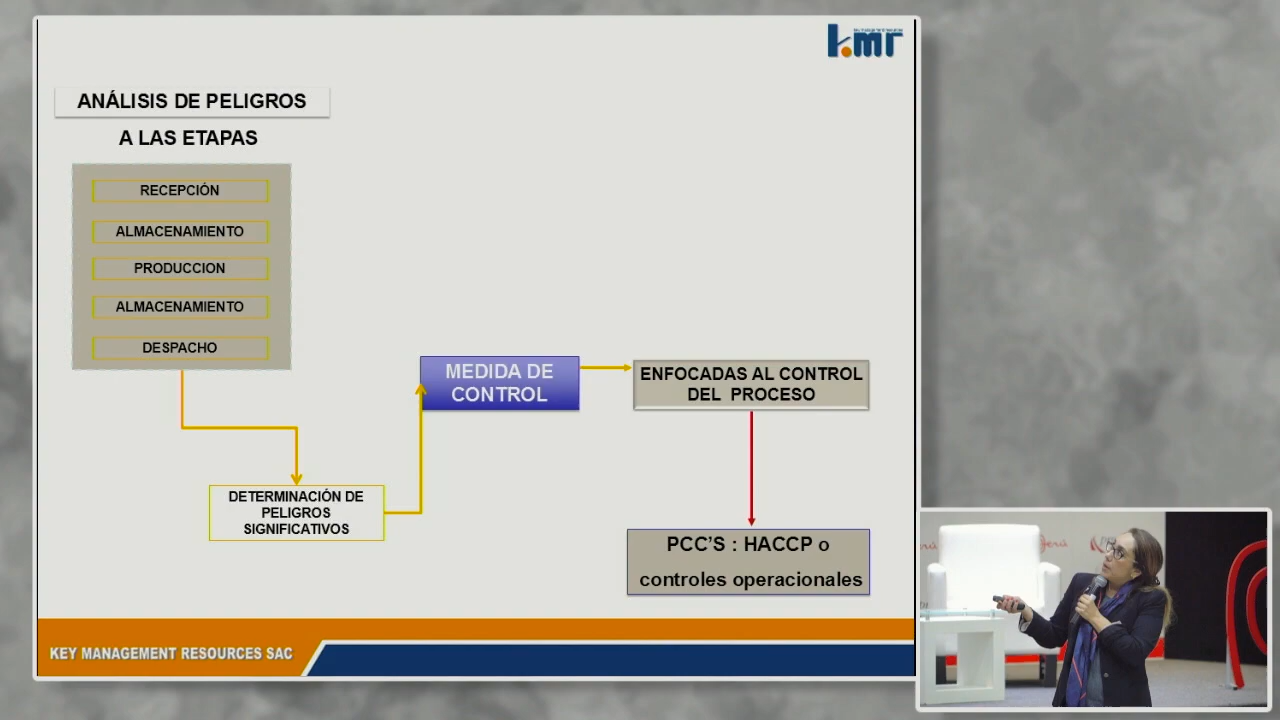 kmr
ANÁLISIS DE PELIGROS
A LAS ETAPAS
RECEPCIÓN
ALMACENAMIENTO
PRODUCCION
ALMACENAMIENTO
DESPACHO
MEDIDA DE
CONTROL
ENFOCADAS AL CONTROL
DEL PROCESO
DETERMINACIÓN DE
PELIGROS
SIGNIFICATIVOS
PCC'S : HACCP o
controles operacionales
KEY MANAGEMENT RESOURCES SAC